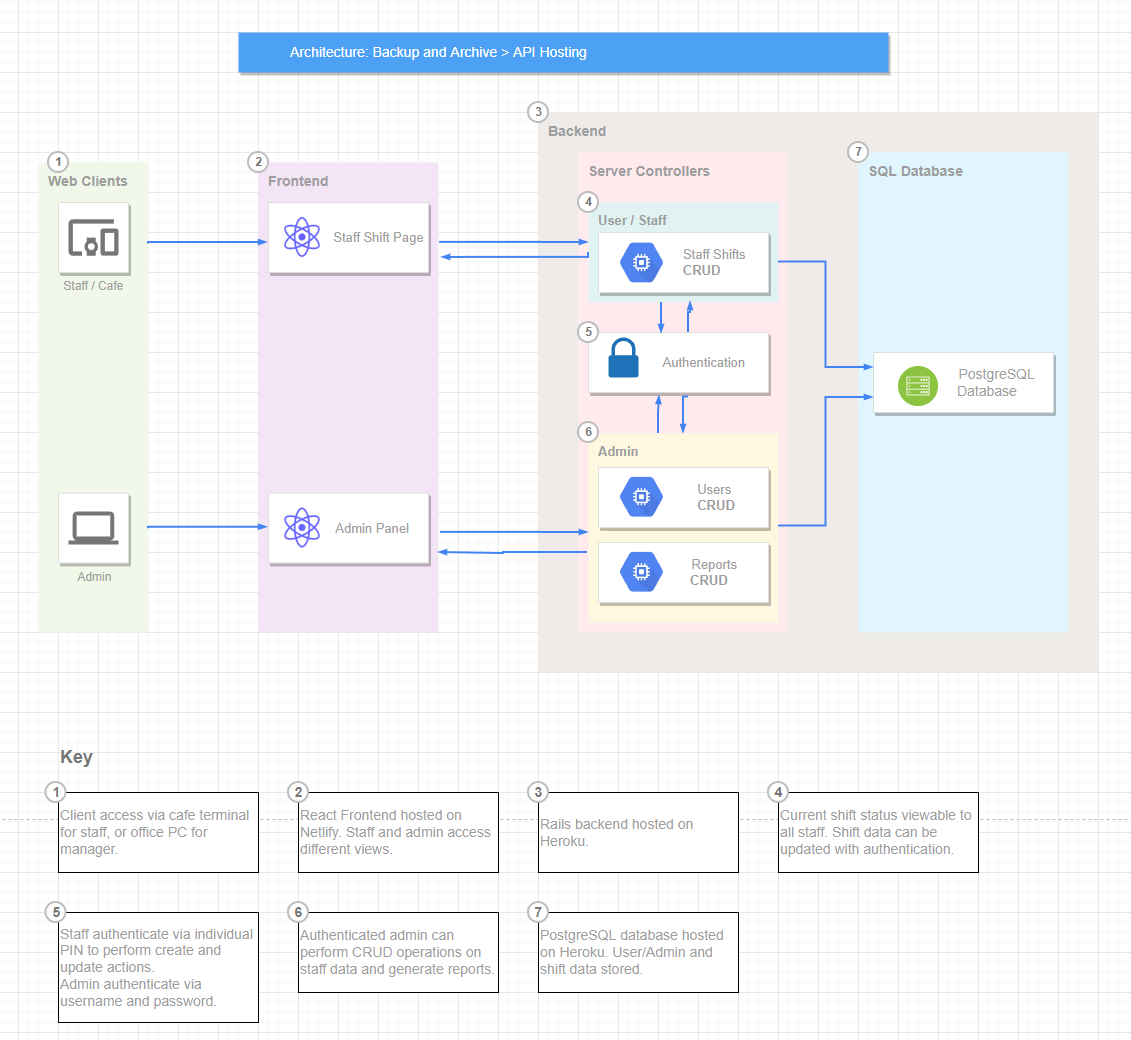 Architecture: Backup and Archive > API Hosting
1
Web Clients
Staff / Cafe
Admin
2
Frontend
Staff Shift Page
Admin Panel
3
Backend
Server Controllers
4
User / Staff
Staff Shifts
CRUD
5
Authentication
6
Admin
Users
CRUD
Reports
CRUD
7
SQL Database
PostgreSQL
Database
Key
1
Client access via cafe terminal
for staff, or office PC for
manager.
2
React Frontend hosted on
Netlify. Staff and admin access
different views.
3
Rails backend hosted on
Heroku.
4
Current shift status viewable to
all staff. Shift data can be
updated with authentication.
5
Staff authenticate via individual
PIN to perform create and
update actions.
Admin authenticate via
username and password.
6
Authenticated admin can
perform CRUD operations on
staff data and generate reports.
7
PostgreSQL database hosted
on Heroku. User/Admin and
shift data stored.